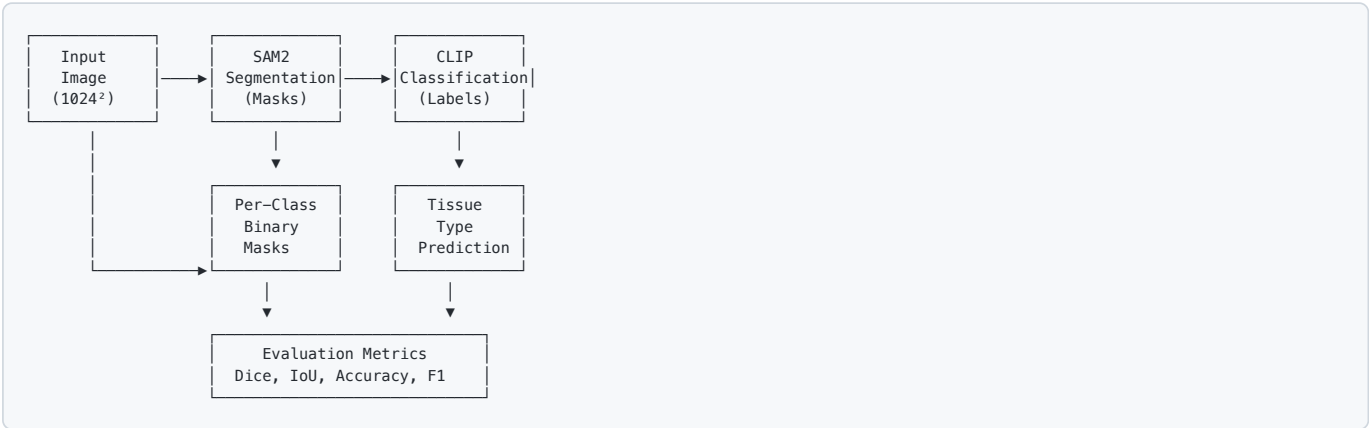 Input SAM2 CLIP
Image Segmentation Classification
(1024²) (Masks) (Labels)
Per–Class Tissue
Binary Type
Masks Prediction
Evaluation Metrics
Dice, IoU, Accuracy, F1